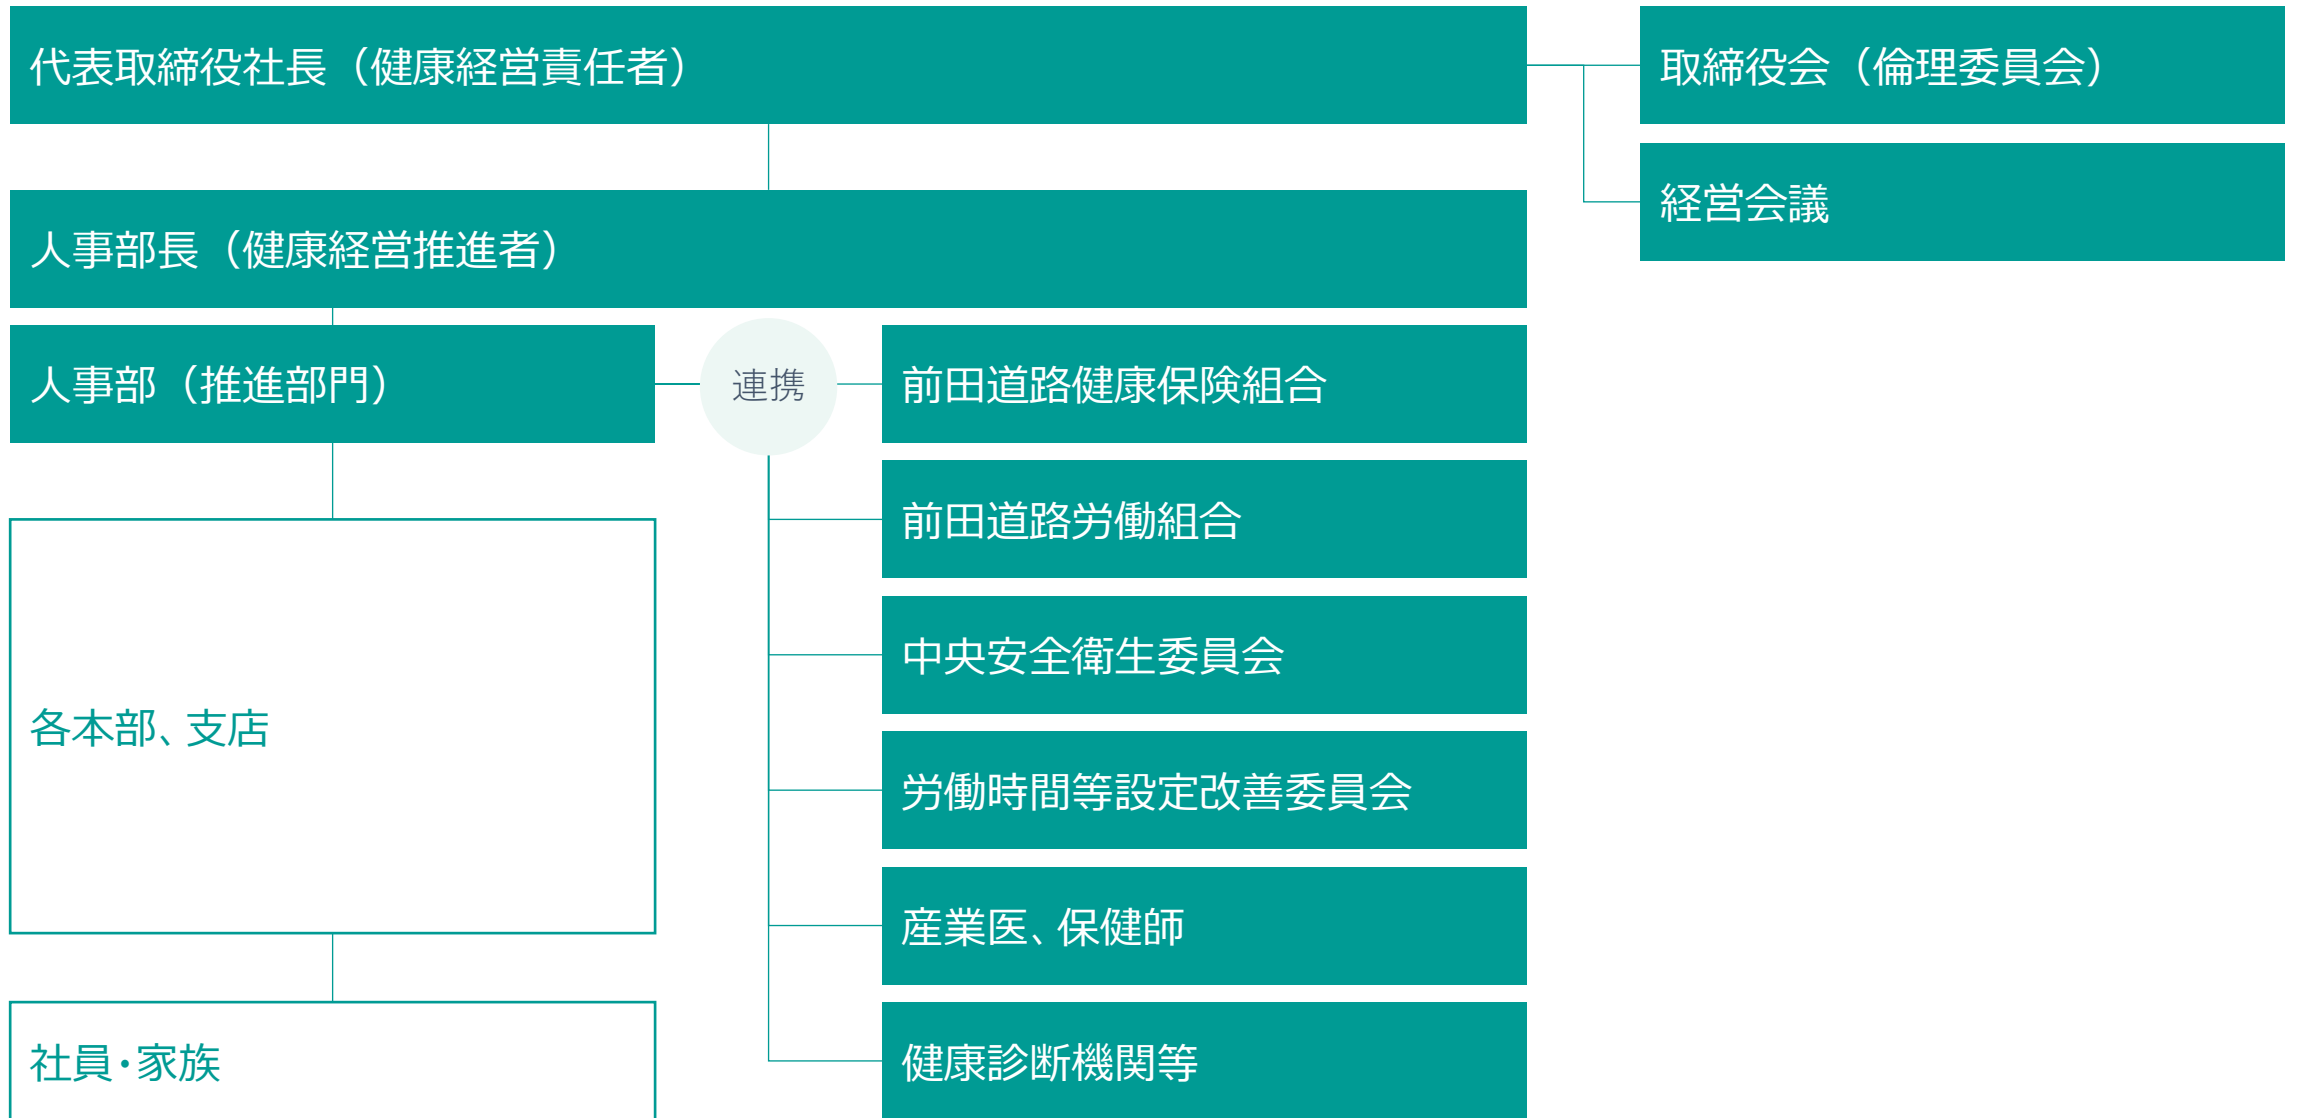 代表取締役社長（健康経営責任者）
取締役会（倫理委員会）
経営会議
人事部長（健康経営推進者）
人事部（推進部門）
連携
前田道路健康保険組合
前田道路労働組合
中央安全衛生委員会
労働時間等設定改善委員会
産業医、保健師
健康診断機関等
各本部、支店
社員・家族